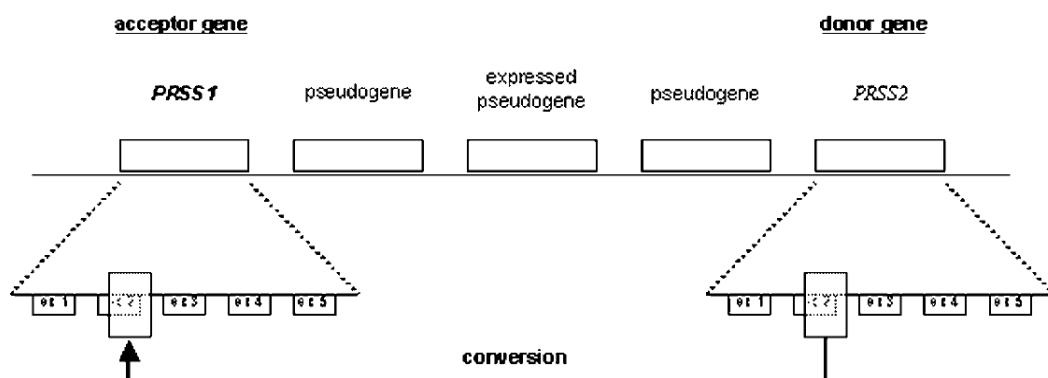 acceptor gene donor gene
PRSS1 pseudogene expressed pseudogene pseudogene PRSS2
ex 1 ex 3 ex 4 ex 5 ex 1 ex 3 ex 4 ex 5
conversion